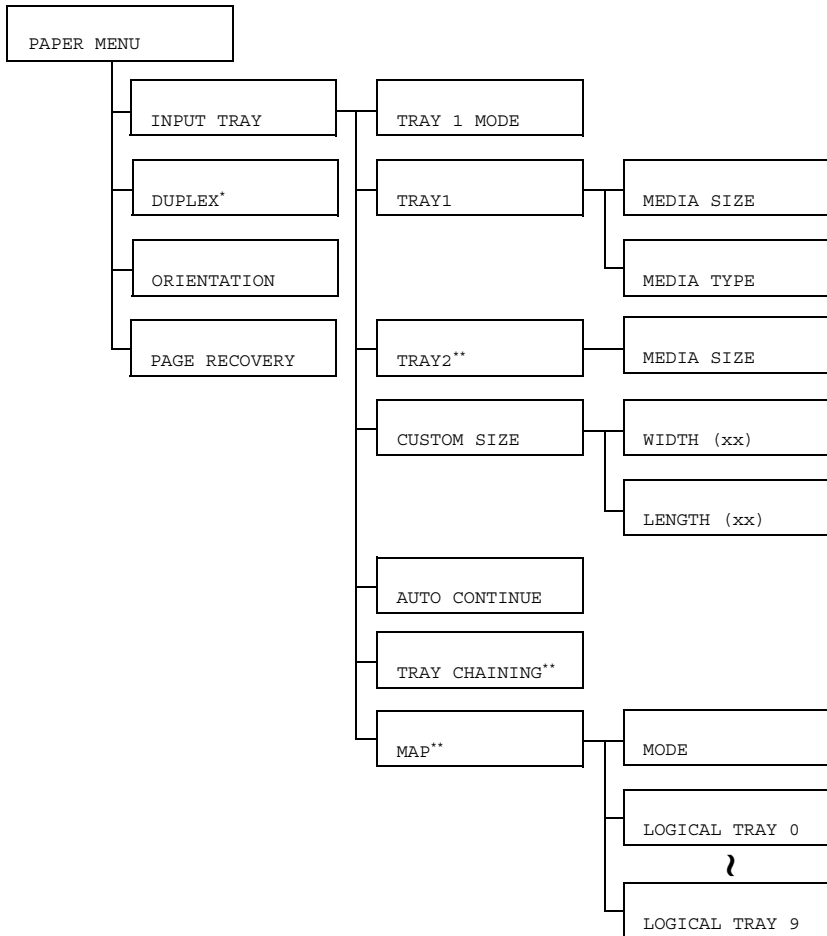 PAPER MENU
INPUT TRAY
TRAY 1 MODE
DUPLEX*
TRAY1
MEDIA SIZE
ORIENTATION
MEDIA TYPE
PAGE RECOVERY
TRAY2**
MEDIA SIZE
CUSTOM SIZE
WIDTH (xx)
LENGTH (xx)
AUTO CONTINUE
TRAY CHAINING**
MAP**
MODE
LOGICAL TRAY 0
~
LOGICAL TRAY 9